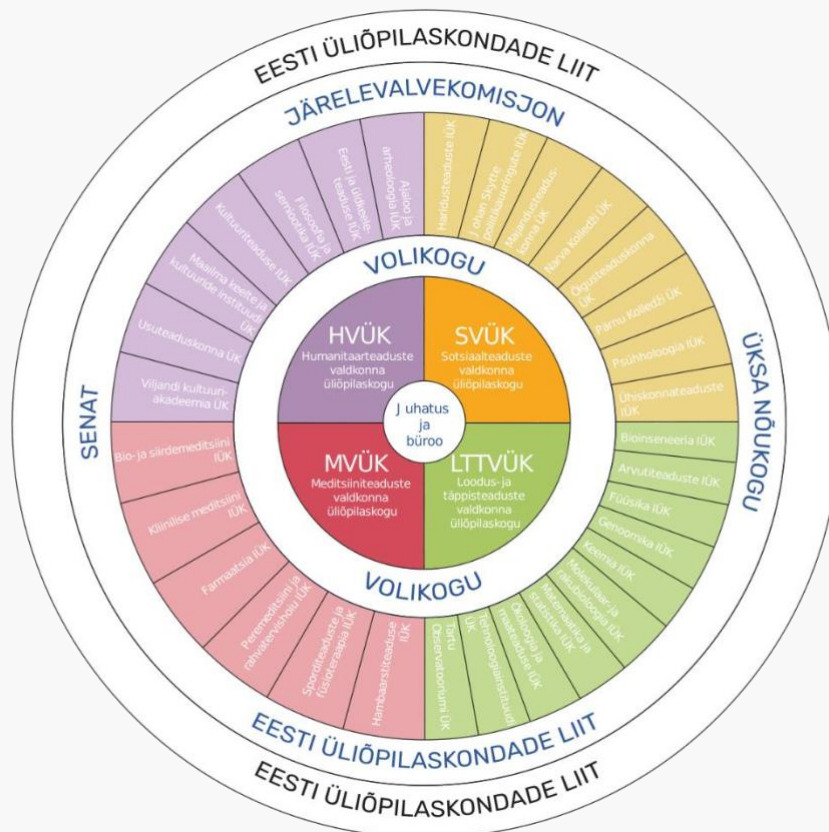 EESTI ÜLIÕPILASKONDADE LIIT
JÄRELEVALVEKOMISJON
Ajaloo ja
arheoloogia IÜK
Eesti ja üldkeele-
teaduse IÜK
Filosoofia ja
semiootika IÜK
Kultuuriteaduse IÜK
Maailma keelte ja
kultuuride instituudi
ÜK
Usuteaduskonna ÜK
Viljandi kultuuri-
akadeemia ÜK
Haridusteaduste IÜK
Johan Skytte
poliitikauuringute IÜK
Majandusteadus-
konna ÜK
Narva Kolledži ÜK
Õigusteaduskonna
ÜK
Pärnu Kolledži ÜK
Psühholoogia IÜK
Ühiskonnateaduste
IÜK
VOLIKOGU
HVÜK
Humanitaarteaduste
valdkonna
üliõpilaskogu
SVÜK
Sotsiaalteaduste
valdkonna
üliõpilaskogu
SENAT
Juhatus
ja
büroo
ÜKSA NÕUKOGU
MVÜK
Meditsiiniteaduste
valdkonna
üliõpilaskogu
LTTVÜK
Loodus-ja
täppisteaduste
valdkonna
üliõpilaskogu
VOLIKOGU
Bio-ja siirdemeditsiini
IÜK
Kliinilise meditsiini
IÜK
Farmaatsia IÜK
Peremeditsiini ja
rahvatervishoiu IÜK
Sporditeaduste ja
füsioteraapia IÜK
Hambaarstiteaduse
IÜK
Bioinseneeria IÜK
Arvutiteaduste IÜK
Füüsika IÜK
Genoomika IÜK
Keemia IÜK
Molekulaar-ja
rakubioloogia IÜK
Matemaatika ja
statistika IÜK
Ökoloogia ja
maateaduse IÜK
Tehnoloogiainstituudi
ÜK
Tartu
Observatooriumi ÜK
EESTI ÜLIÕPILASKONDADE LIIT
EESTI ÜLIÕPILASKONDADE LIIT